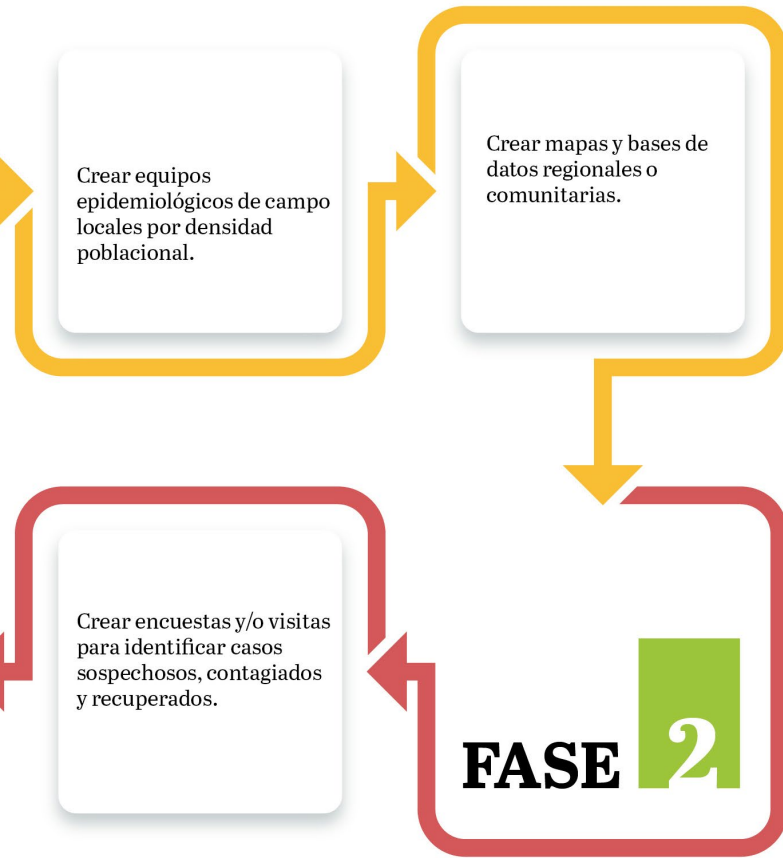 Crear equipos
epidemiológicos de campo
locales por densidad
poblacional.
Crear mapas y bases de
datos regionales o
comunitarias.
FASE 2
Crear encuestas y/o visitas
para identificar casos
sospechosos, contagiados
y recuperados.